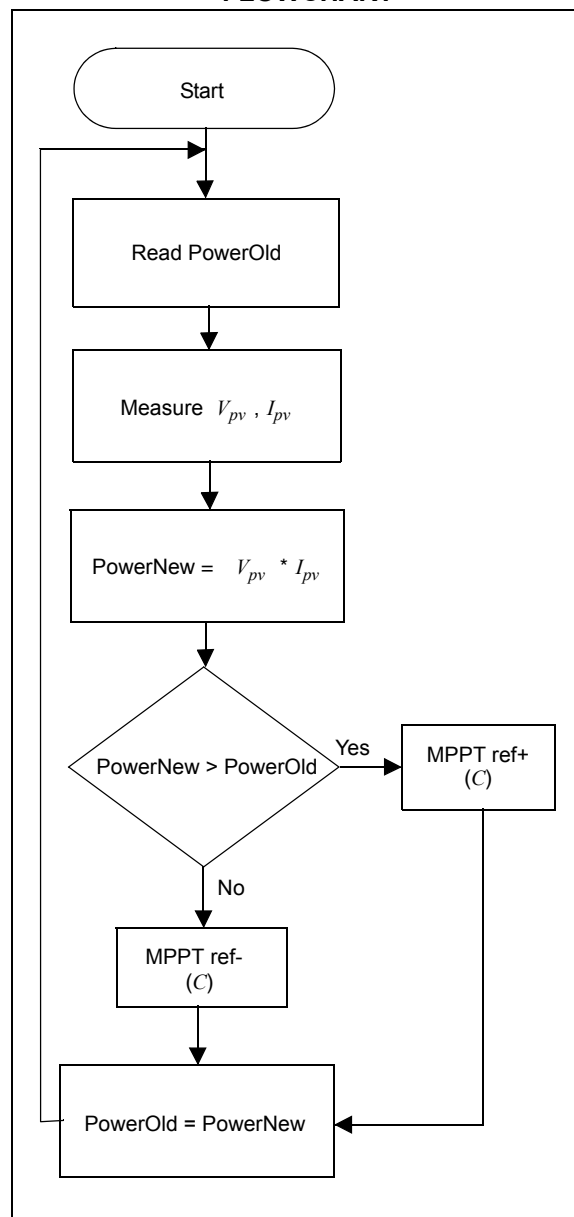 FLOWCHART
Start
Read PowerOld
Measure V_pv , I_pv
PowerNew = V_pv * I_pv
PowerNew > PowerOld
Yes
MPPT ref+
(C)
No
MPPT ref-
(C)
PowerOld = PowerNew